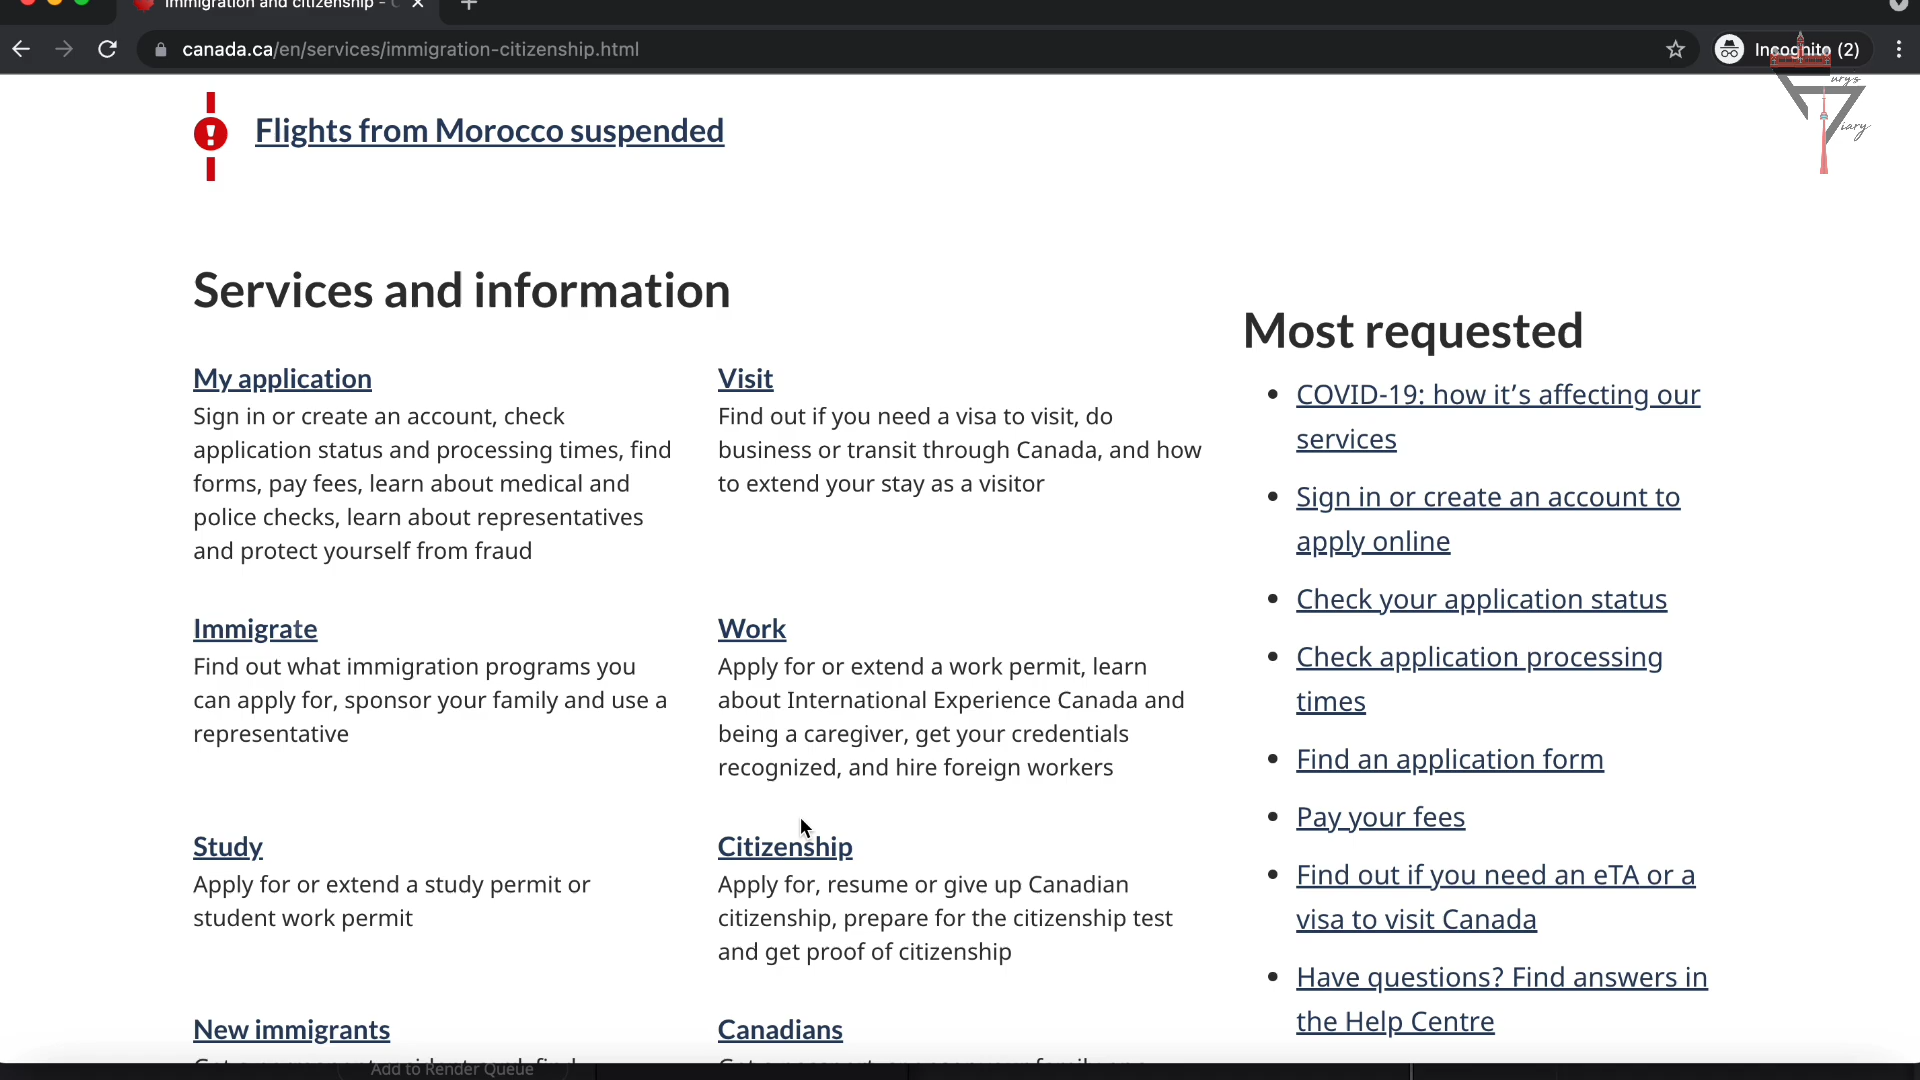 Immigration and citizenship -
canada.ca/en/services/immigration-citizenship.html
Incognito (2)
ury's
iary
Flights from Morocco suspended
Services and information
My application
Sign in or create an account, check
application status and processing times, find
forms, pay fees, learn about medical and
police checks, learn about representatives
and protect yourself from fraud
Visit
Find out if you need a visa to visit, do
business or transit through Canada, and how
to extend your stay as a visitor
Immigrate
Find out what immigration programs you
can apply for, sponsor your family and use a
representative
Work
Apply for or extend a work permit, learn
about International Experience Canada and
being a caregiver, get your credentials
recognized, and hire foreign workers
Study
Apply for or extend a study permit or
student work permit
Citizenship
Apply for, resume or give up Canadian
citizenship, prepare for the citizenship test
and get proof of citizenship
New immigrants
Canadians
Most requested
• COVID-19: how it’s affecting our
services
• Sign in or create an account to
apply online
• Check your application status
• Check application processing
times
• Find an application form
• Pay your fees
• Find out if you need an eTA or a
visa to visit Canada
• Have questions? Find answers in
the Help Centre
Add to Render Queue